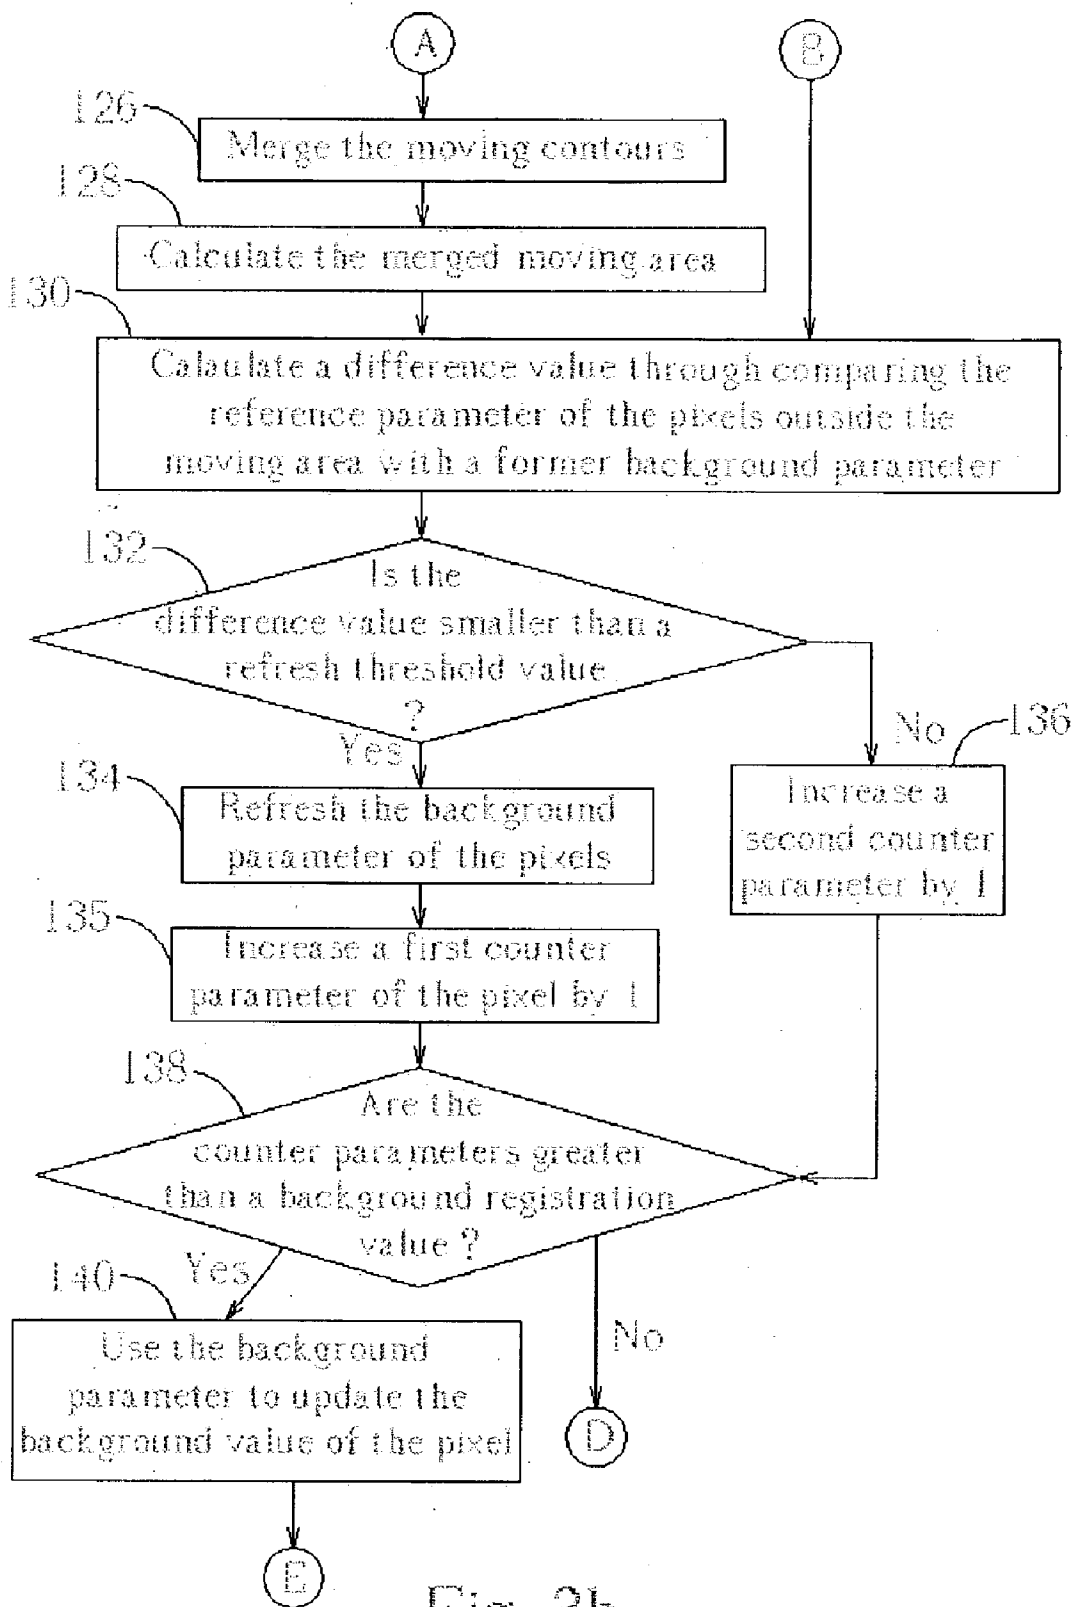 A
B
126
Merge the moving contours
128
Calculate the merged moving area
130
Calaulate a difference value through comparing the
reference parameter of the pixels outside the
moving area with a former background parameter
132
Is the
difference value smaller than a
refresh threshold value
?
Yes
No
136
134
Refresh the background
parameter of the pixels
Increase a
second counter
parameter by 1
135
Increase a first counter
parameter of the pixel by 1
138
Are the
counter parameters greater
than a background registration
value ?
Yes
140
No
Use the background
parameter to update the
background value of the pixel
D
E